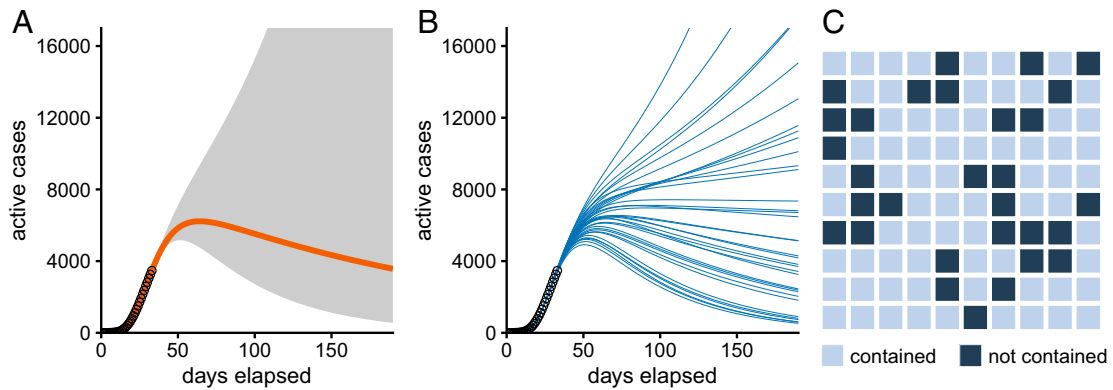 A
active cases
16000
12000
8000
4000
0
0 50 100 150
days elapsed
B
active cases
16000
12000
8000
4000
0
0 50 100 150
days elapsed
C
contained not contained